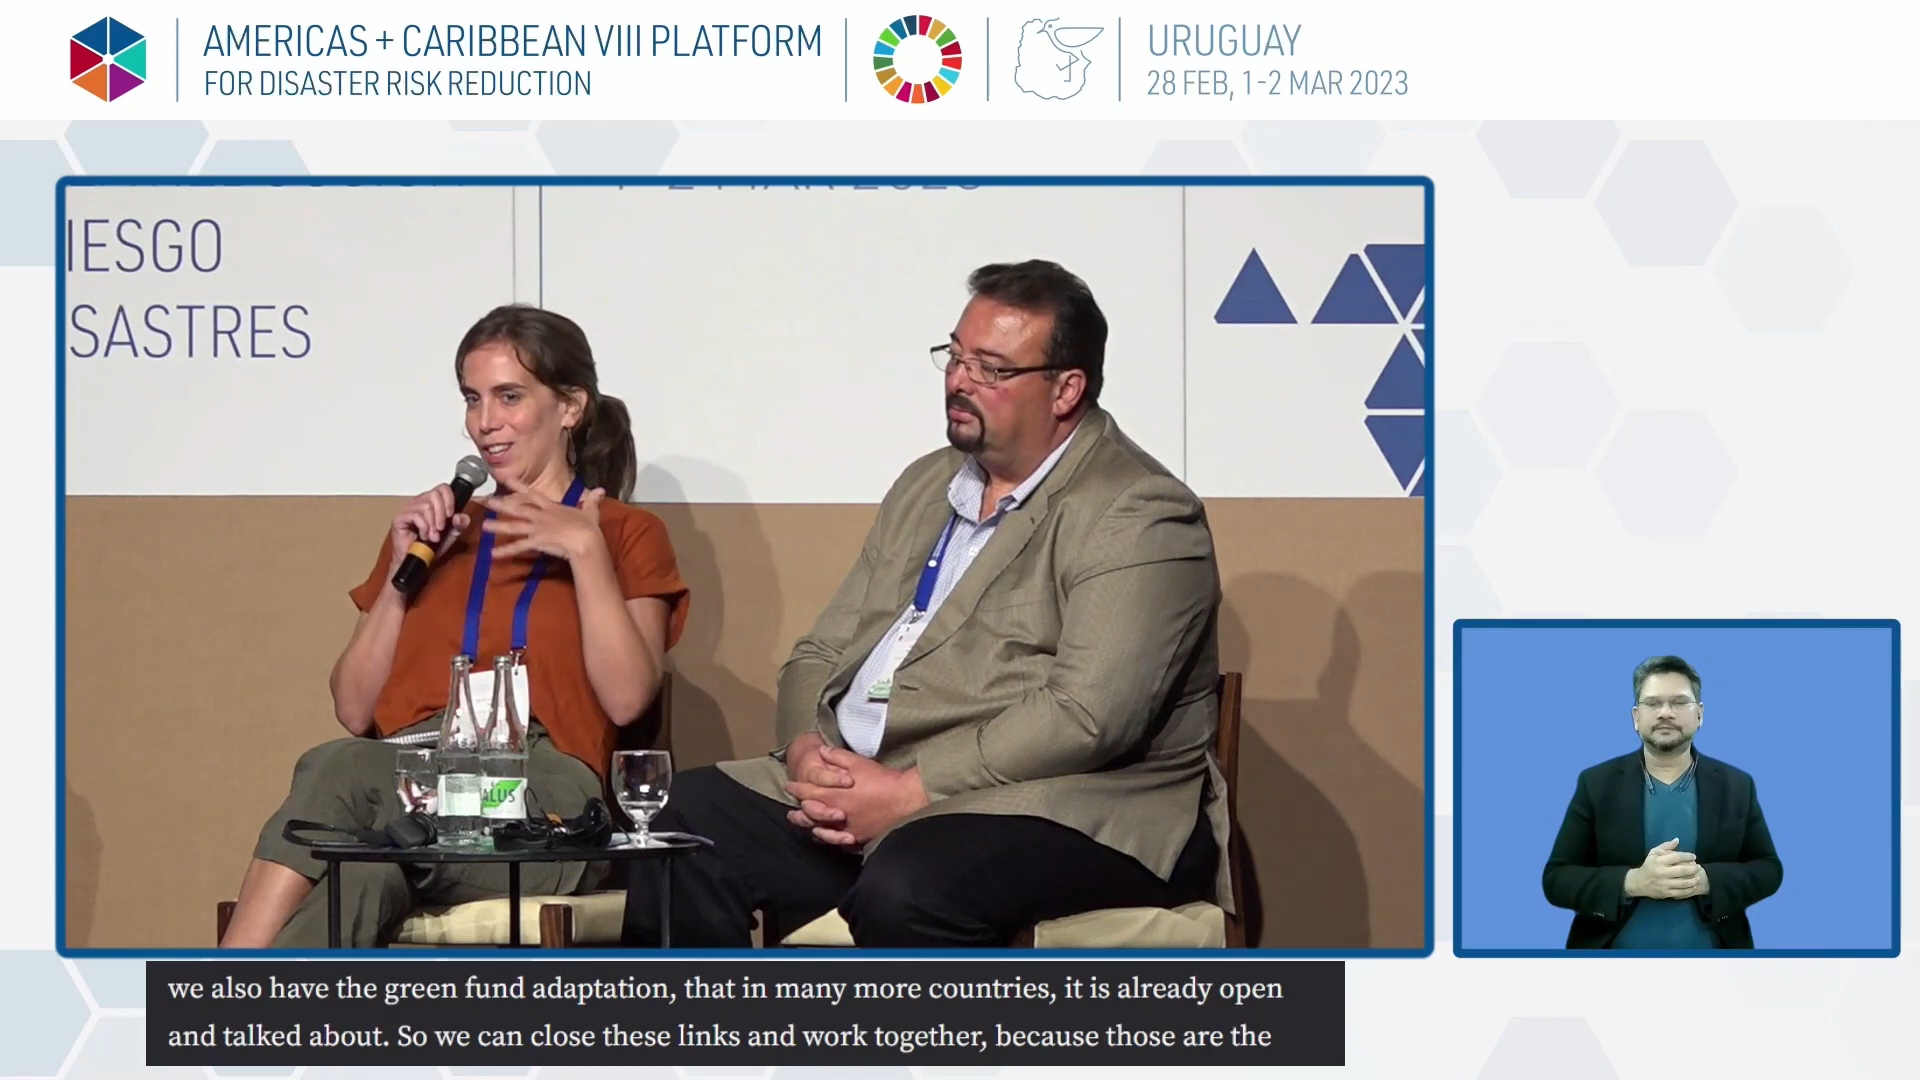 AMERICAS + CARIBBEAN VIII PLATFORM
FOR DISASTER RISK REDUCTION
URUGUAY
28 FEB, 1-2 MAR 2023
IESGO
SASTRES
ALUS
we also have the green fund adaptation, that in many more countries, it is already open
and talked about. So we can close these links and work together, because those are the